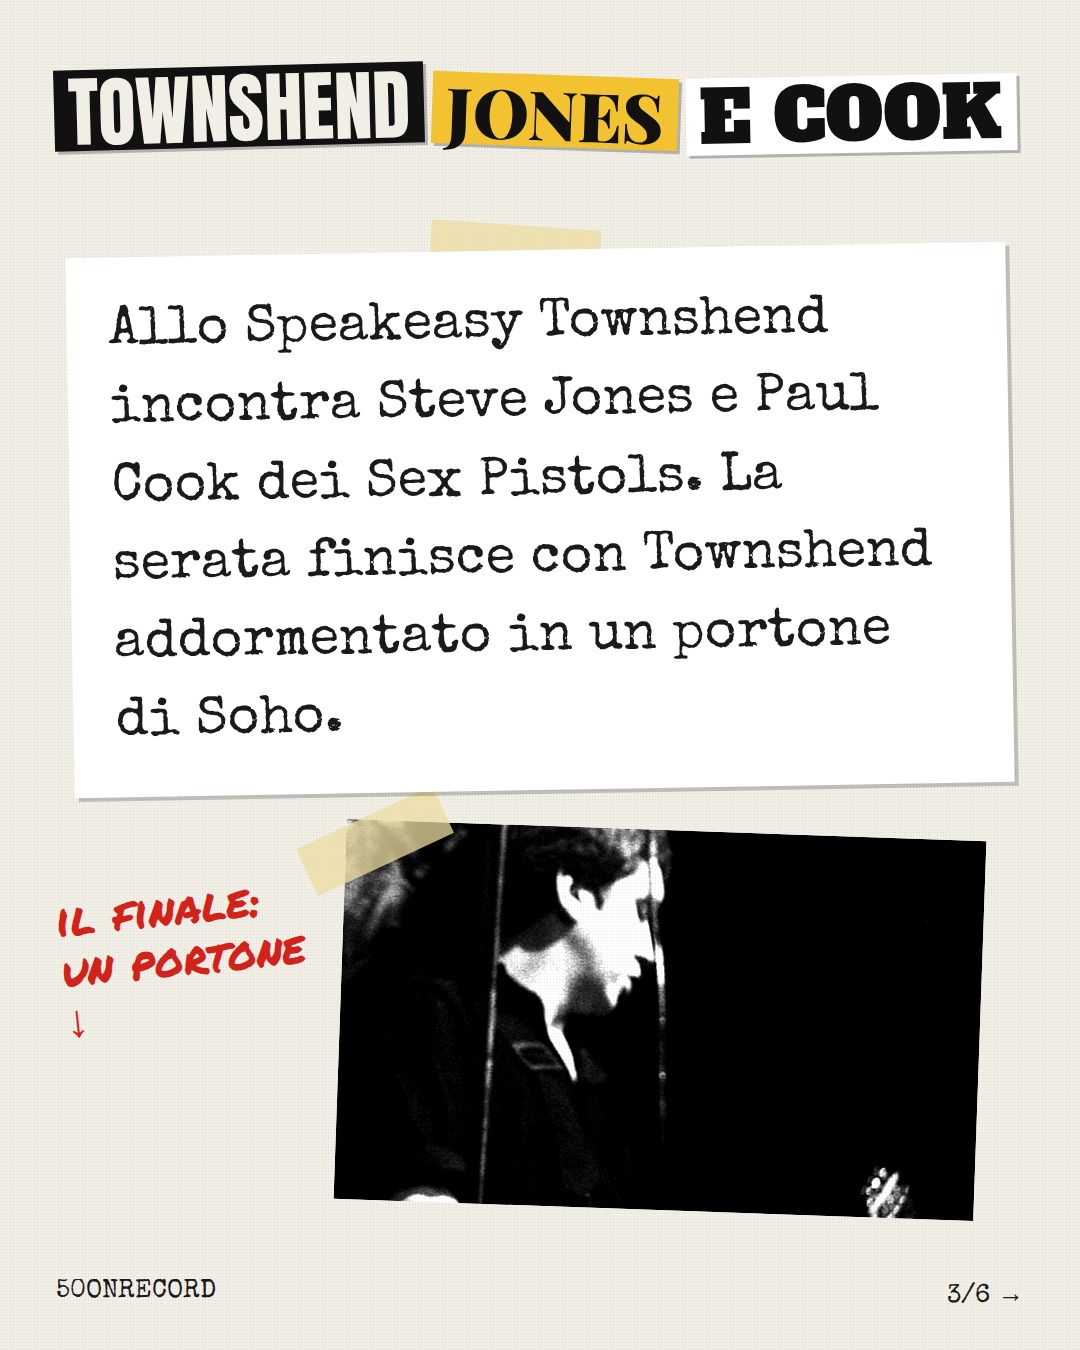 TOWNSHEND JONES E COOK
Allo Speakeasy Townshend
incontra Steve Jones e Paul
Cook dei Sex Pistols. La
serata finisce con Townshend
addormentato in un portone
di Soho.
IL FINALE:
UN PORTONE
↓
50ONRECORD
3/6 →